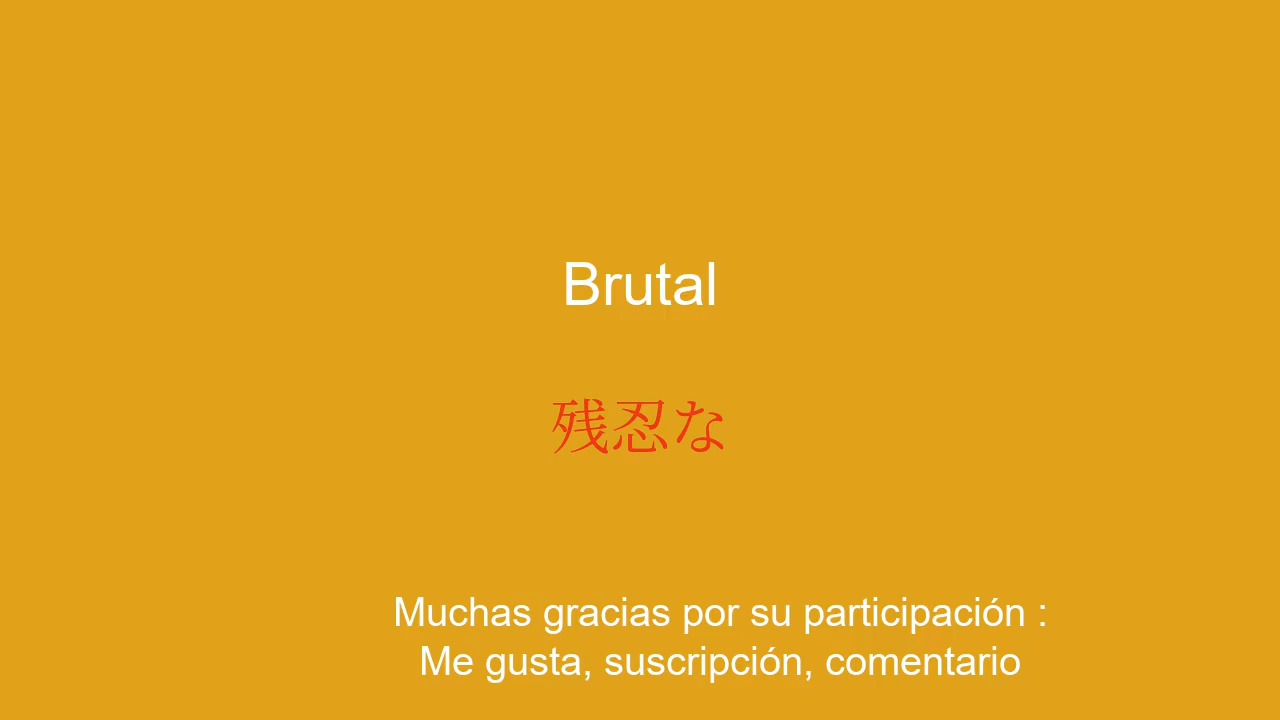 Brutal
残忍な
Muchas gracias por su participación :
Me gusta, suscripción, comentario